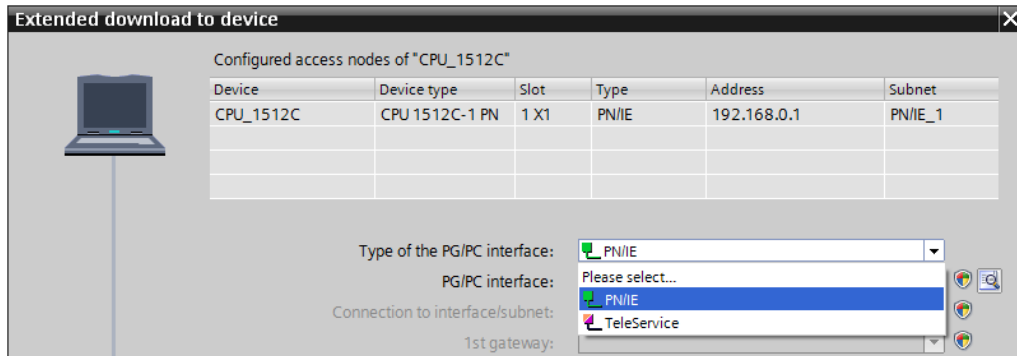 Extended download to device
Configured access nodes of "CPU_1512C"
Device Device type Slot Type Address Subnet
CPU_1512C CPU 1512C-1 PN 1 X1 PN/IE 192.168.0.1 PN/IE_1
Type of the PG/PC interface: PN/IE
PG/PC interface: Please select...
PN/IE
Connection to interface/subnet:
TeleService
1st gateway: